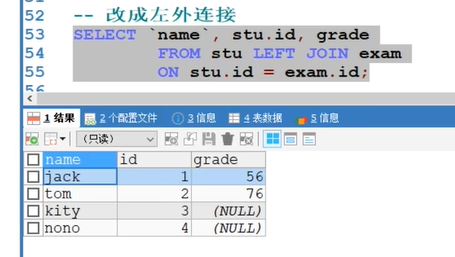 52 -- 改成左外连接
53 SELECT `name`, stu.id, grade
54 FROM stu LEFT JOIN exam
55 ON stu.id = exam.id;
56
1 结果 2 个配置文件 3 信息 4 表数据 5 信息
(只读)
name id grade
jack 1 56
tom 2 76
kity 3 (NULL)
nono 4 (NULL)